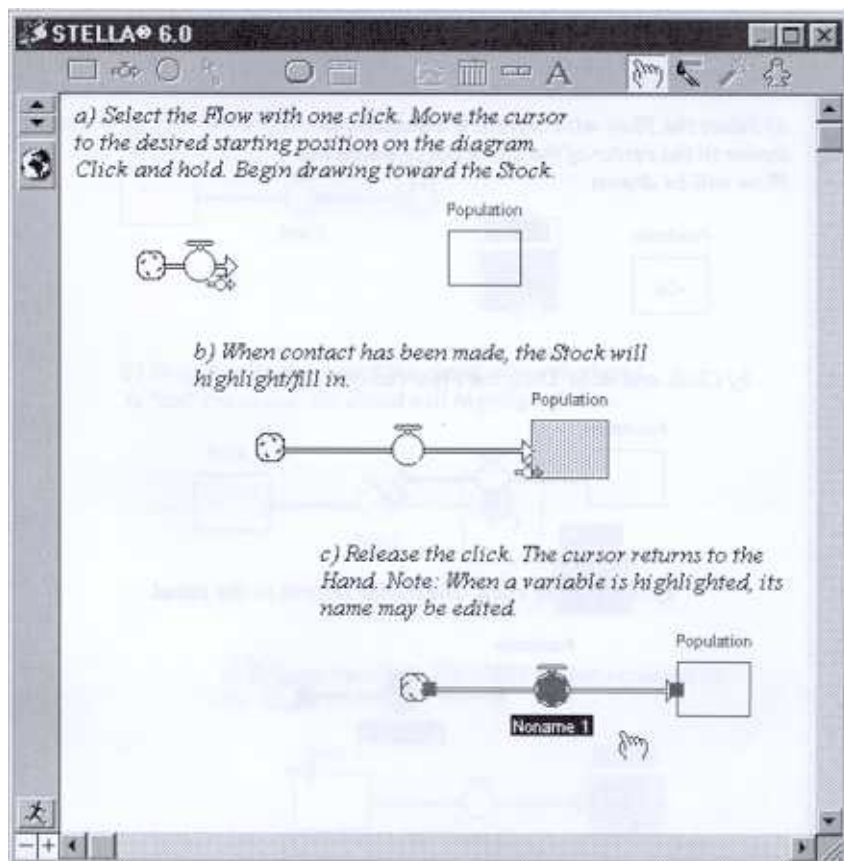 STELLA® 6.0
A
a) Select the Flow with one click. Move the cursor
to the desired starting position on the diagram.
Click and hold. Begin drawing toward the Stock.
Population
b) When contact has been made, the Stock will
highlight/fill in.
Population
c) Release the click. The cursor returns to the
Hand. Note: When a variable is highlighted, its
name may be edited.
Population
Noname 1